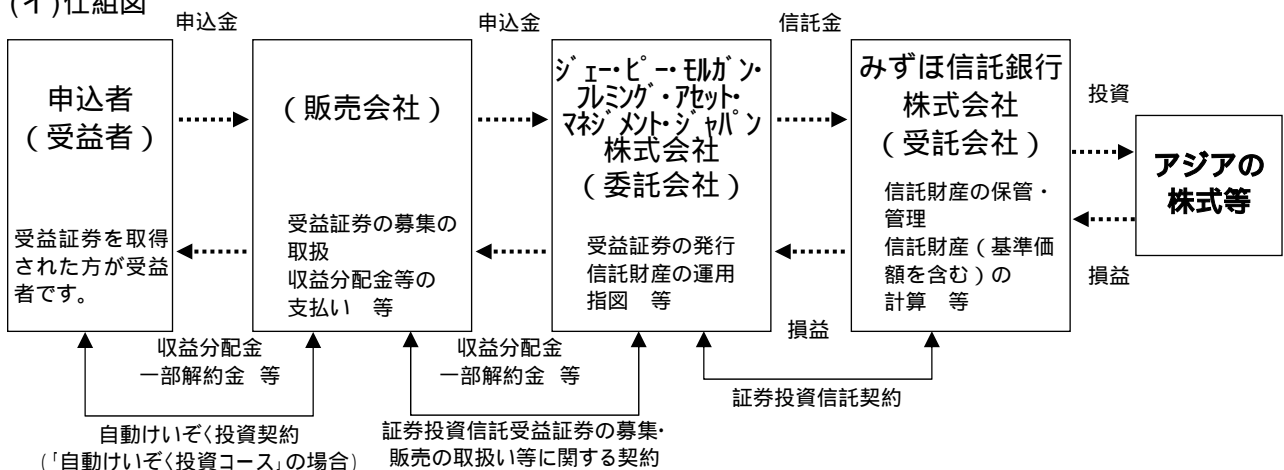 (イ)仕組図
申込金
申込金
信託金
申込者
(受益者)
受益証券を取得
された方が受益
者です。
(販売会社)
受益証券の募集の
取扱
収益分配金等の
支払い 等
ジェー・ピー・モルガン・
フレミング・アセット・
マネジメント・ジャパン
株式会社
(委託会社)
受益証券の発行
信託財産の運用
指図 等
みずほ信託銀行
株式会社
(受託会社)
信託財産の保管・
管理
信託財産(基準価
額を含む)の
計算 等
投資
アジアの
株式等
損益
収益分配金
一部解約金 等
収益分配金
一部解約金 等
損益
自動けいぞく投資契約
(「自動けいぞく投資コース」の場合)
証券投資信託受益証券の募集・
販売の取扱い等に関する契約
証券投資信託契約